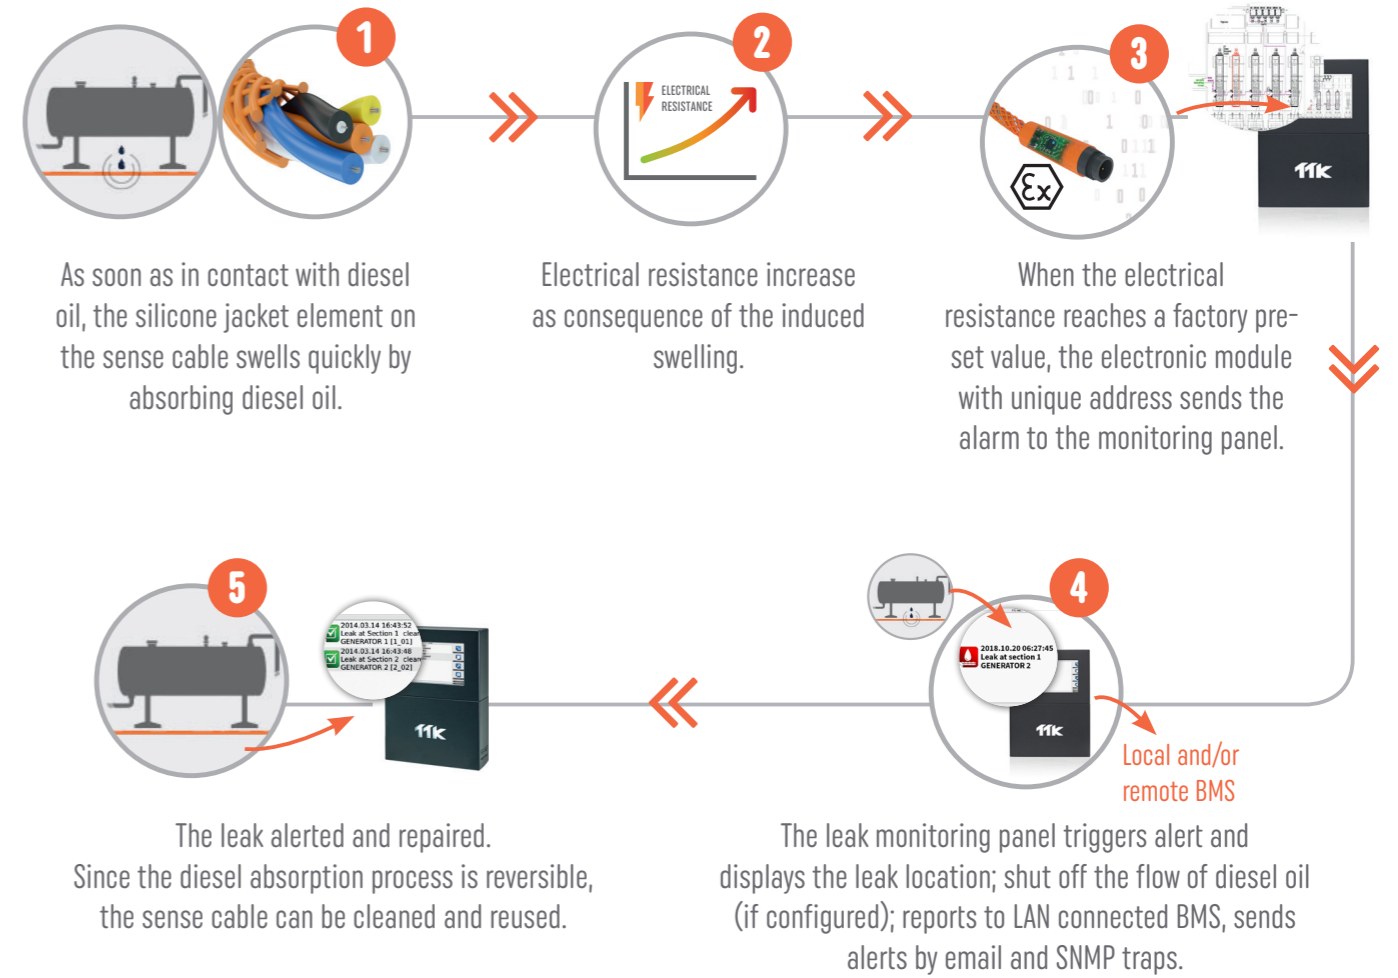 1
As soon as in contact with diesel
oil, the silicone jacket element on
the sense cable swells quickly by
absorbing diesel oil.
2
ELECTRICAL
RESISTANCE
Electrical resistance increase
as consequence of the induced
swelling.
3
Ex
TTK
When the electrical
resistance reaches a factory pre-
set value, the electronic module
with unique address sends the
alarm to the monitoring panel.
4
2018.10.20 06:27:45
Leak at section 1
GENERATOR 2
TTK
Local and/or
remote BMS
The leak monitoring panel triggers alert and
displays the leak location; shut off the flow of diesel oil
(if configured); reports to LAN connected BMS, sends
alerts by email and SNMP traps.
5
2014.03.14 16:43:52
Leak at Section 1 clean
GENERATOR 1 [1_01]
2014.03.14 16:43:48
Leak at Section 2 clean
GENERATOR 2 [2_02]
TTK
The leak alerted and repaired.
Since the diesel absorption process is reversible,
the sense cable can be cleaned and reused.